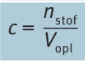 c = n_stof / V_opl